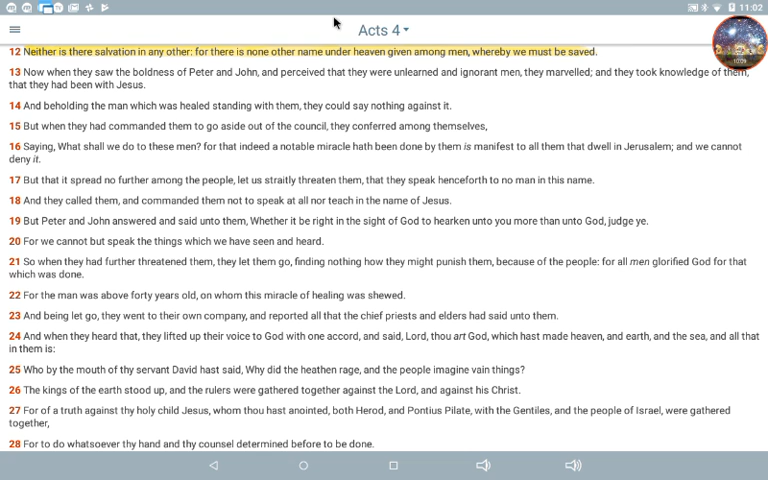 11:02
Acts 4
12 Neither is there salvation in any other: for there is none other name under heaven given among men, whereby we must be saved.
13 Now when they saw the boldness of Peter and John, and perceived that they were unlearned and ignorant men, they marvelled; and they took knowledge of them,
that they had been with Jesus.
14 And beholding the man which was healed standing with them, they could say nothing against it.
15 But when they had commanded them to go aside out of the council, they conferred among themselves,
16 Saying, What shall we do to these men? for that indeed a notable miracle hath been done by them is manifest to all them that dwell in Jerusalem; and we cannot
deny it.
17 But that it spread no further among the people, let us straitly threaten them, that they speak henceforth to no man in this name.
18 And they called them, and commanded them not to speak at all nor teach in the name of Jesus.
19 But Peter and John answered and said unto them, Whether it be right in the sight of God to hearken unto you more than unto God, judge ye.
20 For we cannot but speak the things which we have seen and heard.
21 So when they had further threatened them, they let them go, finding nothing how they might punish them, because of the people: for all men glorified God for that
which was done.
22 For the man was above forty years old, on whom this miracle of healing was shewed.
23 And being let go, they went to their own company, and reported all that the chief priests and elders had said unto them.
24 And when they heard that, they lifted up their voice to God with one accord, and said, Lord, thou art God, which hast made heaven, and earth, and the sea, and all that
in them is:
25 Who by the mouth of thy servant David hast said, Why did the heathen rage, and the people imagine vain things?
26 The kings of the earth stood up, and the rulers were gathered together against the Lord, and against his Christ.
27 For of a truth against thy holy child Jesus, whom thou hast anointed, both Herod, and Pontius Pilate, with the Gentiles, and the people of Israel, were gathered
together,
28 For to do whatsoever thy hand and thy counsel determined before to be done.